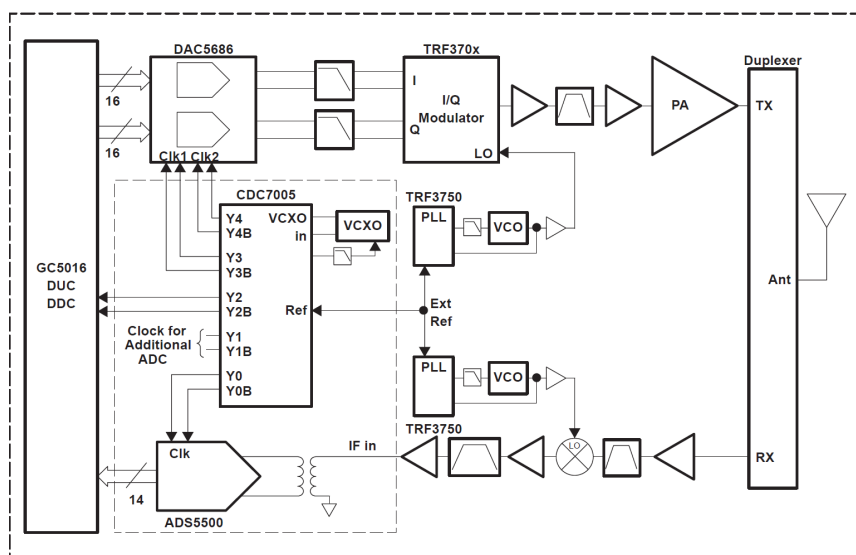 DAC5686
TRF370x
Duplexer
16
16
I
I/Q
Modulator
Q
LO
PA
TX
Clk1 Clk2
CDC7005
Y4
Y4B
Y3
Y3B
Y2
Y2B
Y1
Y1B
Y0
Y0B
VCXO
in
VCXO
Ref
TRF3750
PLL
VCO
Ext
Ref
PLL
VCO
TRF3750
GC5016
DUC
DDC
Clock for
Additional
ADC
Ant
IF in
LO
RX
Clk
14
ADS5500